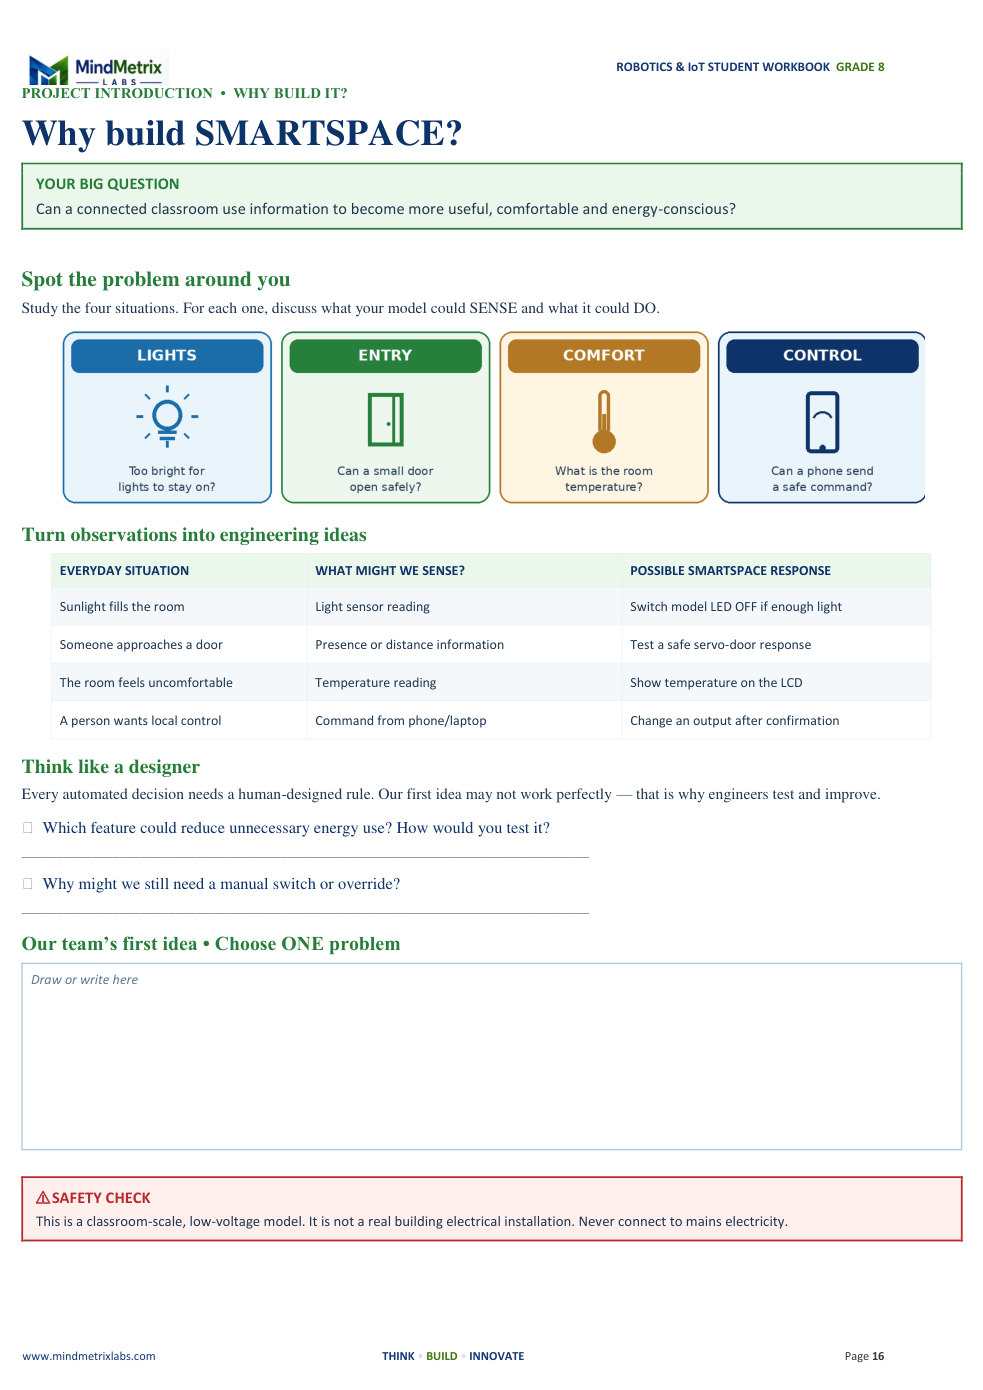 MindMetrix
LABS
ROBOTICS & IoT STUDENT WORKBOOK GRADE 8
PROJECT INTRODUCTION • WHY BUILD IT?
Why build SMARTSPACE?
YOUR BIG QUESTION
Can a connected classroom use information to become more useful, comfortable and energy-conscious?
Spot the problem around you
Study the four situations. For each one, discuss what your model could SENSE and what it could DO.
LIGHTS
Too bright for
lights to stay on?
ENTRY
Can a small door
open safely?
COMFORT
What is the room
temperature?
CONTROL
Can a phone send
a safe command?
Turn observations into engineering ideas
EVERYDAY SITUATION WHAT MIGHT WE SENSE? POSSIBLE SMARTSPACE RESPONSE
Sunlight fills the room Light sensor reading Switch model LED OFF if enough light
Someone approaches a door Presence or distance information Test a safe servo-door response
The room feels uncomfortable Temperature reading Show temperature on the LCD
A person wants local control Command from phone/laptop Change an output after confirmation
Think like a designer
Every automated decision needs a human-designed rule. Our first idea may not work perfectly — that is why engineers test and improve.
Which feature could reduce unnecessary energy use? How would you test it?
Why might we still need a manual switch or override?
Our team's first idea • Choose ONE problem
Draw or write here
⚠SAFETY CHECK
This is a classroom-scale, low-voltage model. It is not a real building electrical installation. Never connect to mains electricity.
www.mindmetrixlabs.com THINK • BUILD • INNOVATE Page 16